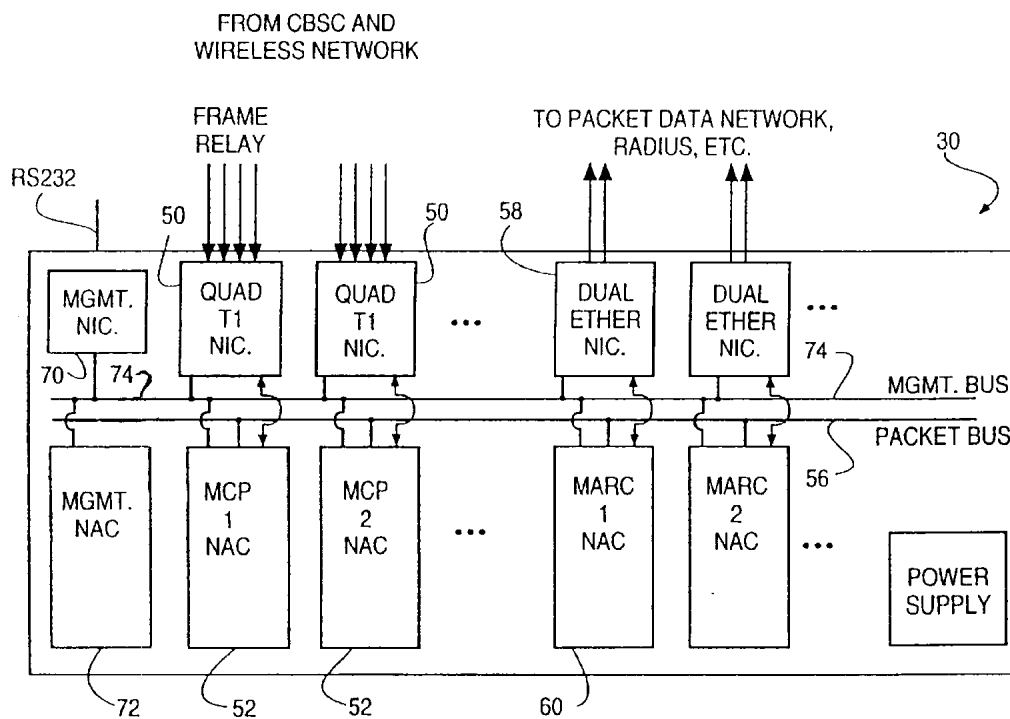 FROM CBSC AND
WIRELESS NETWORK
FRAME
RELAY
TO PACKET DATA NETWORK,
RADIUS, ETC.
30
RS232
50
50
58
MGMT.
NIC.
QUAD
T1
NIC.
QUAD
T1
NIC.
...
DUAL
ETHER
NIC.
DUAL
ETHER
NIC.
...
70
74
74
MGMT. BUS
PACKET BUS
56
MGMT.
NAC
MCP
1
NAC
MCP
2
NAC
...
MARC
1
NAC
MARC
2
NAC
...
POWER
SUPPLY
72
52
52
60